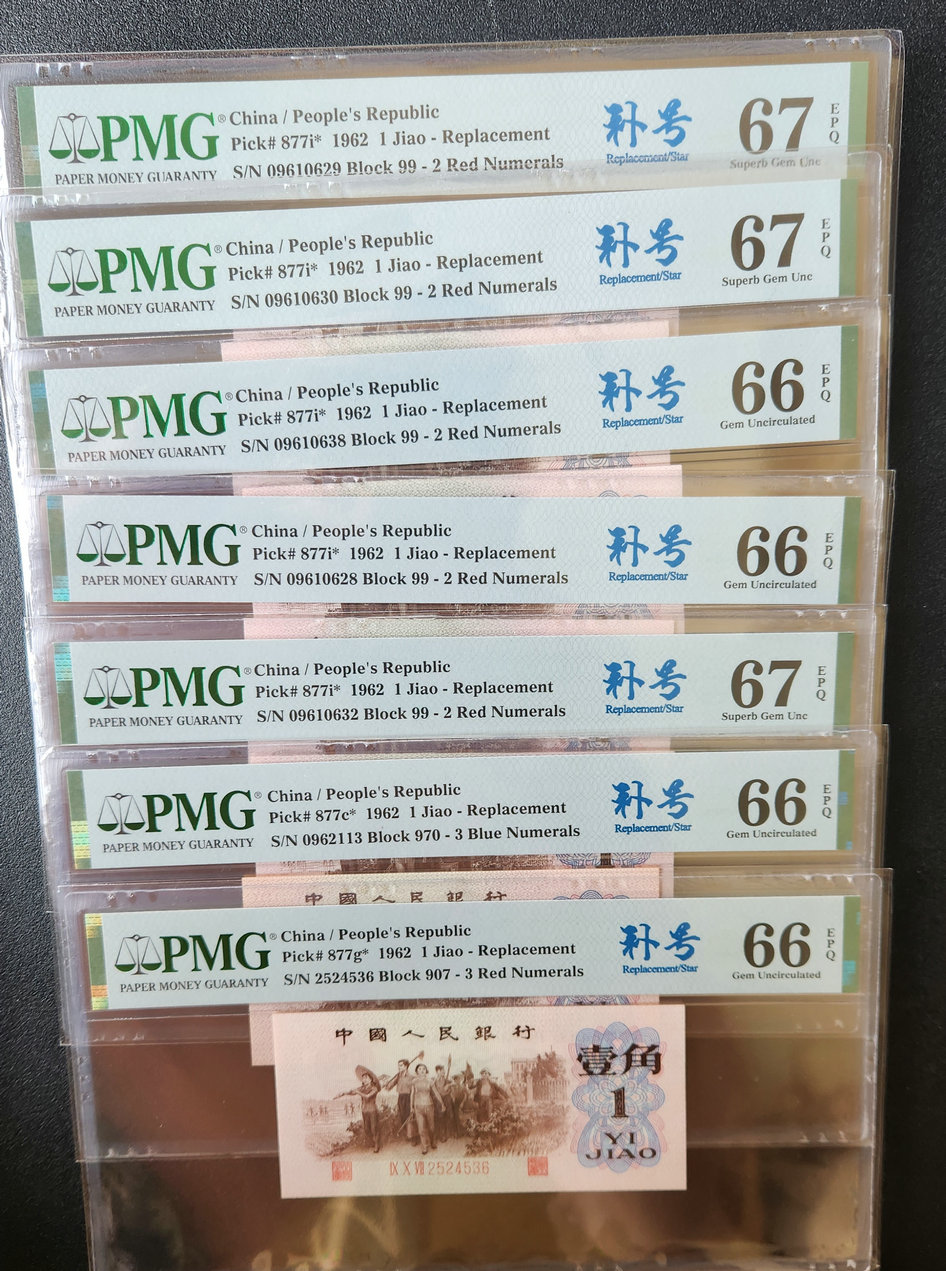 PMG®
PAPER MONEY GUARANTY
China / People's Republic
Pick# 877i* 1962 1 Jiao - Replacement
S/N 09610629 Block 99 - 2 Red Numerals
补号
Replacement/Star
67
EPQ
Superb Gem Unc
PMG®
PAPER MONEY GUARANTY
China / People's Republic
Pick# 877i* 1962 1 Jiao - Replacement
S/N 09610630 Block 99 - 2 Red Numerals
补号
Replacement/Star
67
EPQ
Superb Gem Unc
PMG®
PAPER MONEY GUARANTY
China / People's Republic
Pick# 877i* 1962 1 Jiao - Replacement
S/N 09610638 Block 99 - 2 Red Numerals
补号
Replacement/Star
66
EPQ
Gem Uncirculated
PMG®
PAPER MONEY GUARANTY
China / People's Republic
Pick# 877i* 1962 1 Jiao - Replacement
S/N 09610628 Block 99 - 2 Red Numerals
补号
Replacement/Star
66
EPQ
Gem Uncirculated
PMG®
PAPER MONEY GUARANTY
China / People's Republic
Pick# 877i* 1962 1 Jiao - Replacement
S/N 09610632 Block 99 - 2 Red Numerals
补号
Replacement/Star
67
EPQ
Superb Gem Unc
PMG®
PAPER MONEY GUARANTY
China / People's Republic
Pick# 877c* 1962 1 Jiao - Replacement
S/N 0962113 Block 970 - 3 Blue Numerals
补号
Replacement/Star
66
EPQ
Gem Uncirculated
中國人民銀行
PMG®
PAPER MONEY GUARANTY
China / People's Republic
Pick# 877g* 1962 1 Jiao - Replacement
S/N 2524536 Block 907 - 3 Red Numerals
补号
Replacement/Star
66
EPQ
Gem Uncirculated
中國人民銀行
壹角
1
YI
JIAO
Ⅸ Ⅹ Ⅶ 2524536